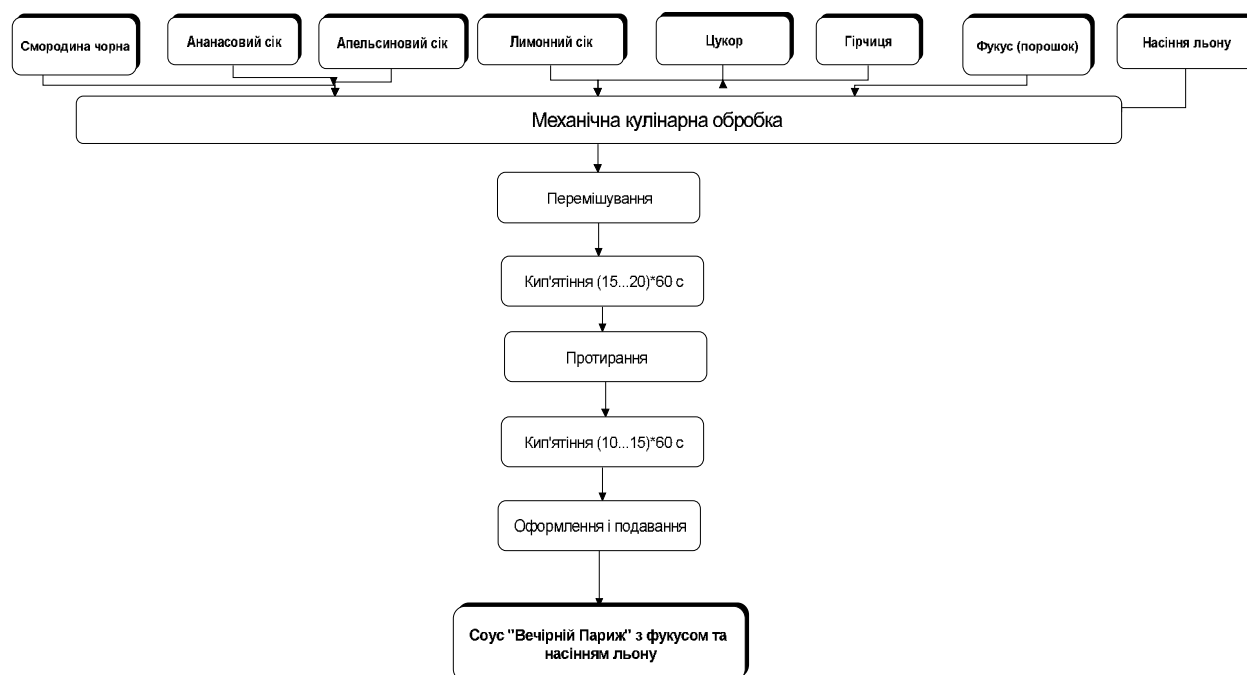 Смородина чорна
Ананасовий сік
Апельсиновий сік
Лимонний сік
Цукор
Гірчиця
Фукус (порошок)
Насіння льону
Механічна кулінарна обробка
Перемішування
Кип'ятіння (15...20)*60 с
Протирання
Кип'ятіння (10...15)*60 с
Оформлення і подавання
Соус "Вечірній Париж" з фукусом та
насінням льону